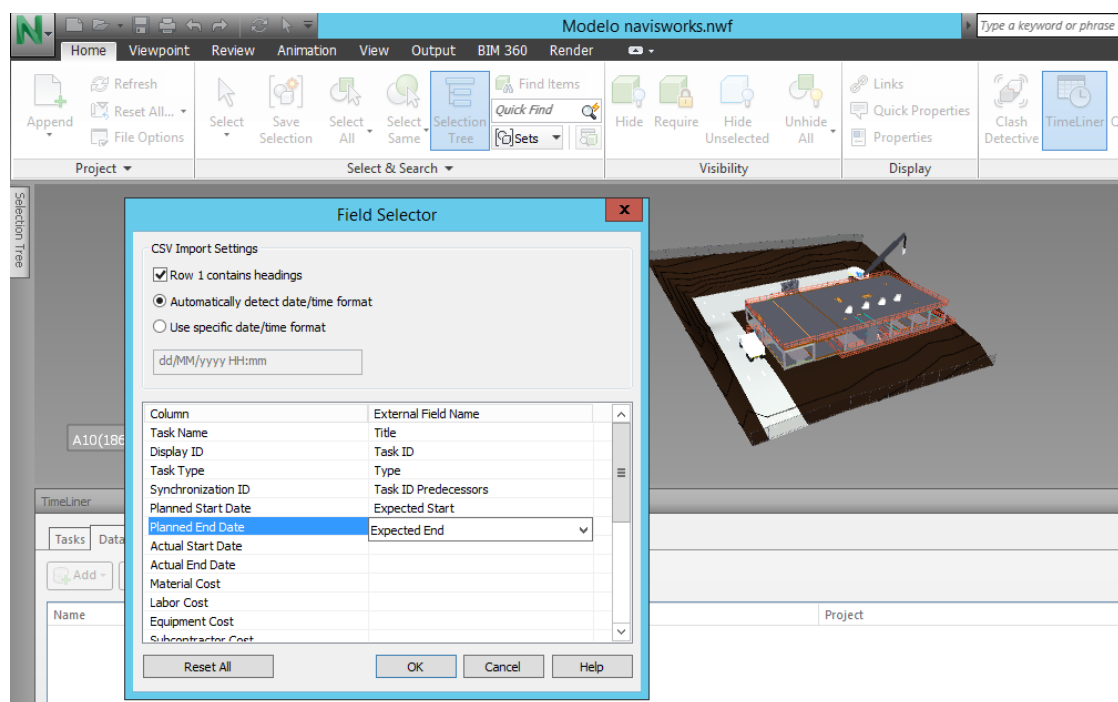 N
Modelo navisworks.nwf
Type a keyword or phrase
Home Viewpoint Review Animation View Output BIM 360 Render
Append
Refresh
Reset All...
File Options
Select
Save Selection
Select All
Select Same
Selection Tree
Find Items
Quick Find
Sets
Hide
Require
Hide Unselected
Unhide All
Links
Quick Properties
Properties
Clash Detective
TimeLiner
Project
Select & Search
Visibility
Display
Selection Tree
Field Selector
x
CSV Import Settings
Row 1 contains headings
Automatically detect date/time format
Use specific date/time format
dd/MM/yyyy HH:mm
Column External Field Name
Task Name Title
Display ID Task ID
Task Type Type
Synchronization ID Task ID Predecessors
Planned Start Date Expected Start
Planned End Date Expected End
Actual Start Date
Actual End Date
Material Cost
Labor Cost
Equipment Cost
Subcontractor Cost
Reset All OK Cancel Help
A10(186
TimeLiner
Tasks Data
Add
Name
Project